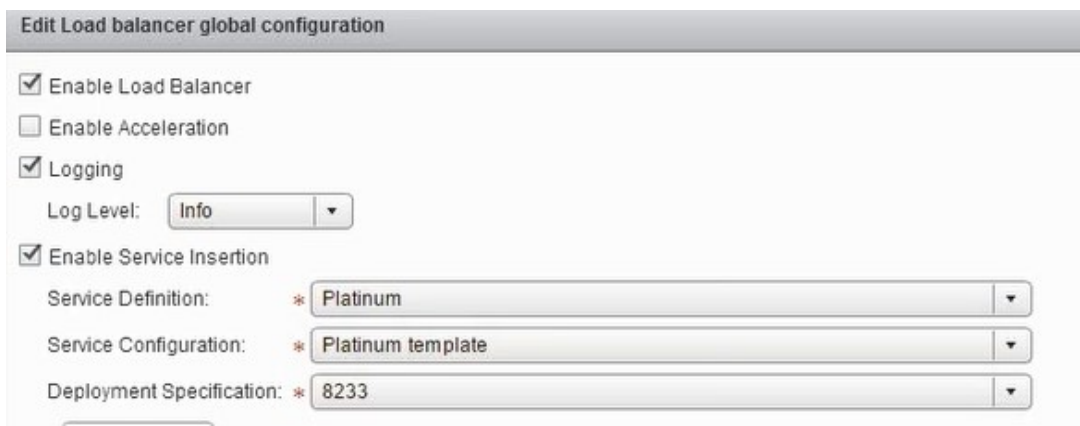 Edit Load balancer global configuration
Enable Load Balancer
Enable Acceleration
Logging
Log Level: Info
Enable Service Insertion
Service Definition: * Platinum
Service Configuration: * Platinum template
Deployment Specification: * 8233